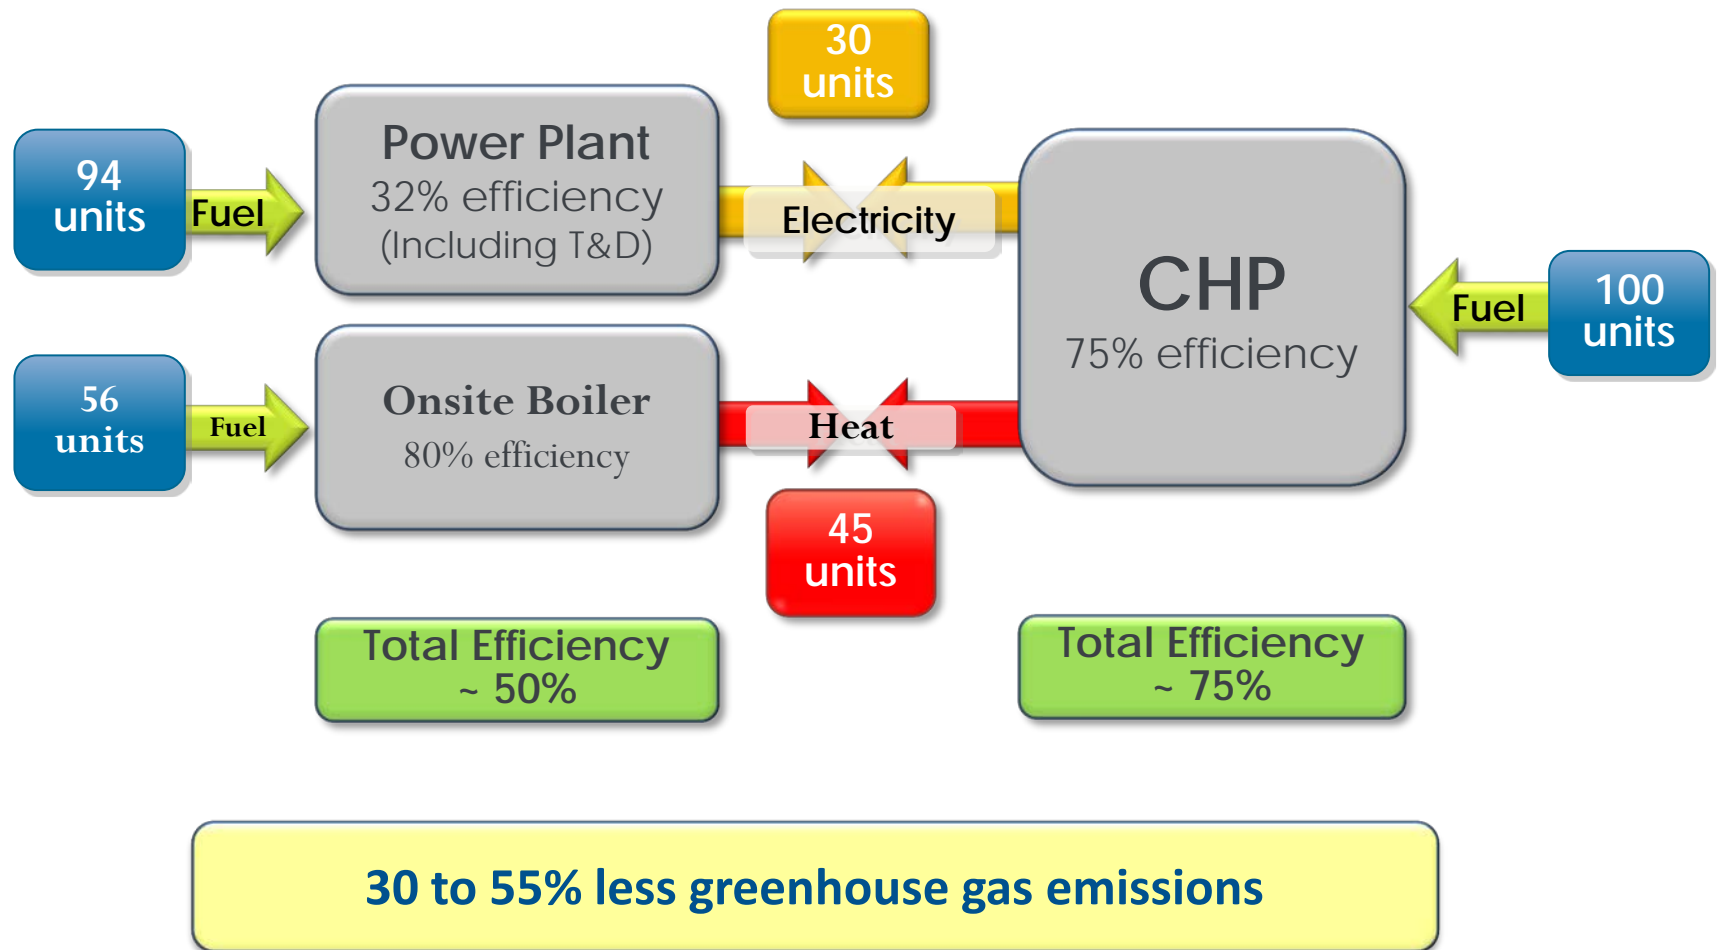 30
units
94
units
Fuel
Power Plant
32% efficiency
(Including T&D)
Electricity
CHP
75% efficiency
Fuel
100
units
56
units
Fuel
Onsite Boiler
80% efficiency
Heat
45
units
Total Efficiency
~ 50%
Total Efficiency
~ 75%
30 to 55% less greenhouse gas emissions